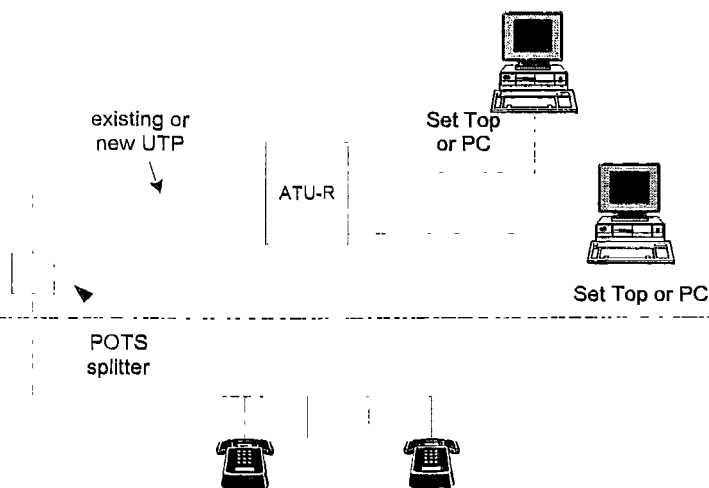 existing or
new UTP
Set Top
or PC
ATU-R
Set Top or PC
POTS
splitter